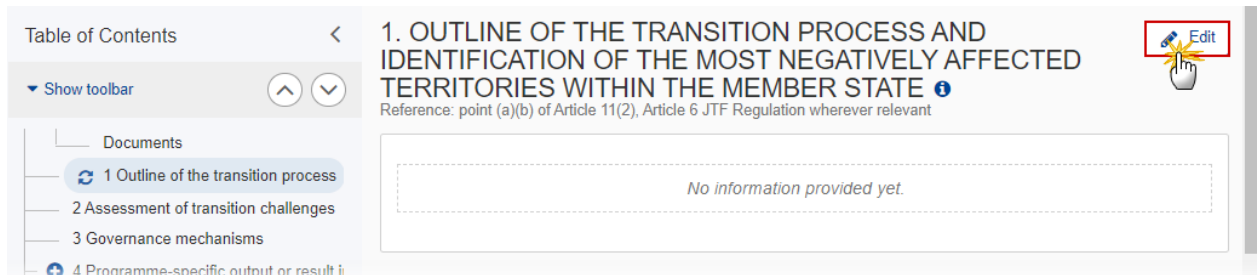 Table of Contents
Show toolbar
Documents
1 Outline of the transition process
2 Assessment of transition challenges
3 Governance mechanisms
4 Programme-specific output or result
1. OUTLINE OF THE TRANSITION PROCESS AND
IDENTIFICATION OF THE MOST NEGATIVELY AFFECTED
TERRITORIES WITHIN THE MEMBER STATE
Reference: point (a)(b) of Article 11(2), Article 6 JTF Regulation wherever relevant
Edit
No information provided yet.